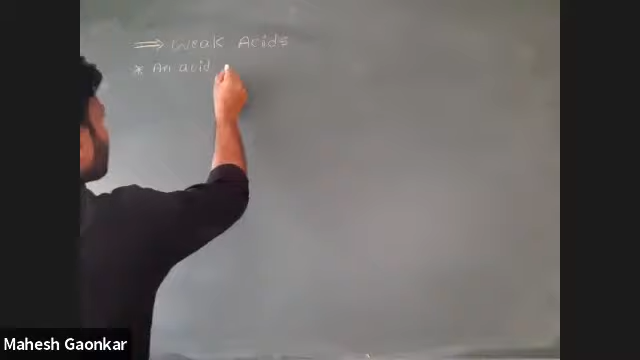 ⇒ Weak Acids
* An acid
Mahesh Gaonkar